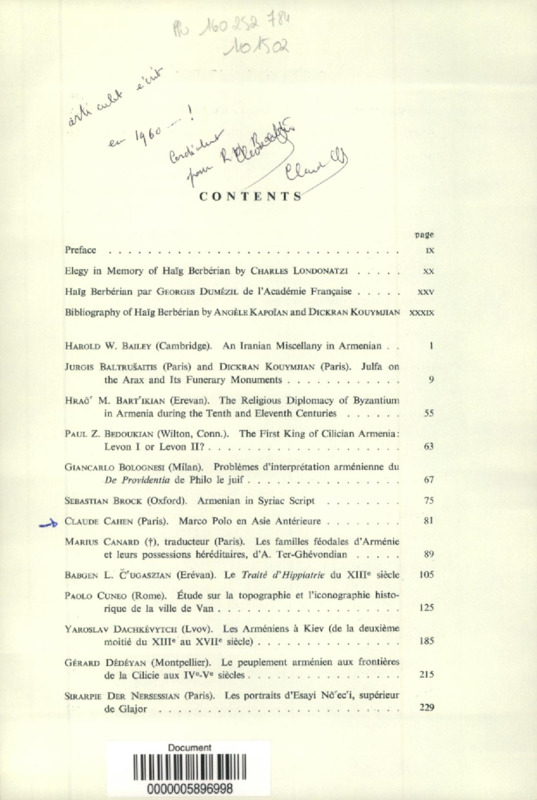 Ph 160 252 784
101502
article écrit
en 1960 --- !
Cordialement
pour R. H.
Claude
CONTENTS
page
Preface . . . . . . . . . . . . . . . . . . . . . . . . . . . . . . IX
Elegy in Memory of Haïg Berbérian by CHARLES LONDONATZI . . . . . XX
Haïg Berbérian par GEORGES DUMÉZIL de l'Académie Française . . . . . XXV
Bibliography of Haïg Berbérian by ANGÈLE KAPOÏAN and DICKRAN KOUYMJIAN XXXIX
HAROLD W. BAILEY (Cambridge). An Iranian Miscellany in Armenian . . 1
JURGIS BALTRUŠAITIS (Paris) and DICKRAN KOUYMJIAN (Paris). Julfa on
the Arax and Its Funerary Monuments . . . . . . . . . . . . 9
HRAČ' M. BART'IKIAN (Erevan). The Religious Diplomacy of Byzantium
in Armenia during the Tenth and Eleventh Centuries . . . . . . 55
PAUL Z. BEDOUKIAN (Wilton, Conn.). The First King of Cilician Armenia:
Levon I or Levon II? . . . . . . . . . . . . . . . . . . . . 63
GIANCARLO BOLOGNESI (Milan). Problèmes d'interprétation arménienne du
De Providentia de Philo le juif . . . . . . . . . . . . . . . . 67
SEBASTIAN BROCK (Oxford). Armenian in Syriac Script . . . . . . . . 75
CLAUDE CAHEN (Paris). Marco Polo en Asie Antérieure . . . . . . . . 81
MARIUS CANARD (†), traducteur (Paris). Les familles féodales d'Arménie
et leurs possessions héréditaires, d'A. Ter-Ghévondian . . . . . 89
BABGEN L. Č'UGASZIAN (Erévan). Le Traité d'Hippiatrie du XIIIe siècle 105
PAOLO CUNEO (Rome). Étude sur la topographie et l'iconographie histo-
rique de la ville de Van . . . . . . . . . . . . . . . . . . . 125
YAROSLAV DACHKÉVYTCH (Lvov). Les Arméniens à Kiev (de la deuxième
moitié du XIIIe au XVIIe siècle) . . . . . . . . . . . . . . . . 185
GÉRARD DÉDÉYAN (Montpellier). Le peuplement arménien aux frontières
de la Cilicie aux IVe-Ve siècles . . . . . . . . . . . . . . . . 215
SIRARPIE DER NERSESSIAN (Paris). Les portraits d'Esayi Nč'ec'i, supérieur
de Glajor . . . . . . . . . . . . . . . . . . . . . . . . . 229
Document
0000005896998